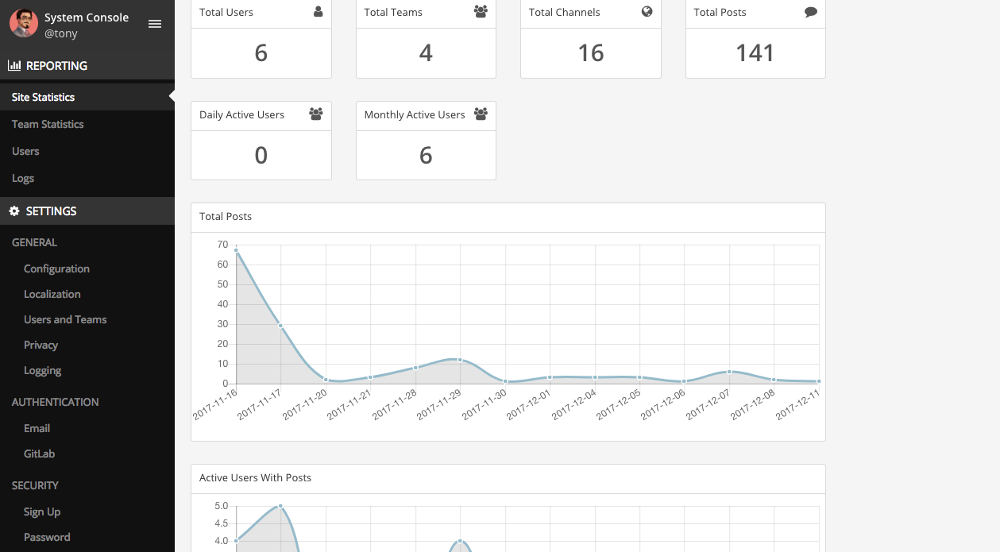 System Console
@tony
REPORTING
Site Statistics
Team Statistics
Users
Logs
SETTINGS
GENERAL
Configuration
Localization
Users and Teams
Privacy
Logging
AUTHENTICATION
Email
GitLab
SECURITY
Sign Up
Password
Total Users
6
Total Teams
4
Total Channels
16
Total Posts
141
Daily Active Users
0
Monthly Active Users
6
Total Posts
70
60
50
40
30
20
10
0
2017-11-16
2017-11-17
2017-11-20
2017-11-21
2017-11-28
2017-11-29
2017-11-30
2017-12-01
2017-12-04
2017-12-05
2017-12-06
2017-12-07
2017-12-08
2017-12-11
Active Users With Posts
5.0
4.5
4.0